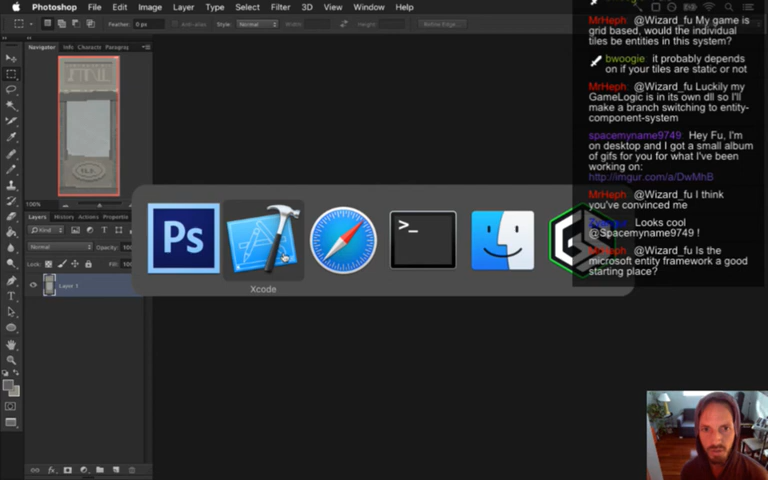 Photoshop File Edit Image Layer Type Select Filter 3D View Window Help
Feather: 0 px Anti-alias Style: Normal Width: Height: Refine Edge...
Navigator Info Characte Paragrap
100%
Layers Adjustme Actions Propertie
Kind
Normal Opacity: 100%
Lock:
Layer 1
Ps
>_
Xcode
MrHeph: @Wizard_fu My game is
grid based, would the individual
tiles be entities in this system?
bwoogie: it probably depends
on if your tiles are static or not
MrHeph: @Wizard_fu Luckily my
GameLogic is in its own dll so I'll
make a branch switching to entity-
component-system
spacemyname9749: Hey Fu, I'm
on desktop and I got a small album
of gifs for you for what I've been
working on:
http://imgur.com/a/DwMhB
MrHeph: @Wizard_fu I think
you've convinced me
Looks cool
@Spacemyname9749 !
MrHeph: @Wizard_fu Is the
microsoft entity framework a good
starting place?